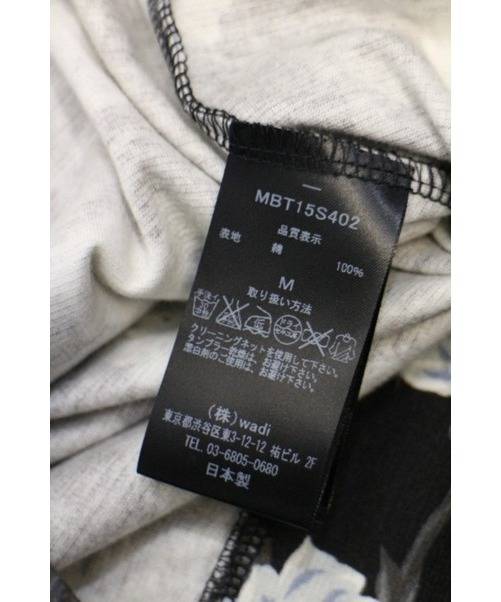 MBT15S402
品質表示
表地 綿 100%
M
取り扱い方法
クリーニングネットを使用して下さい。
タンブラー乾燥はお避け下さい。
漂白剤のご使用は、お避け下さい。
(株)wadi
東京都渋谷区東3-12-12 祐ビル 2F
TEL. 03-6805-0680
日本製